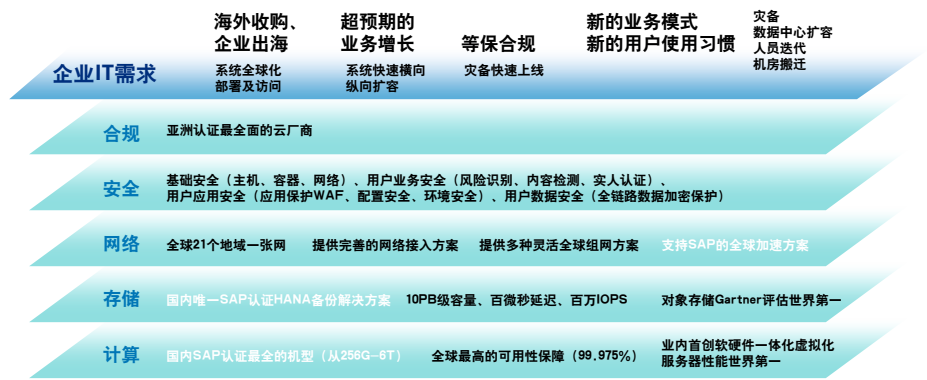 海外收购、
企业出海
超预期的
业务增长
等保合规
新的业务模式
新的用户使用习惯
灾备
数据中心扩容
人员迭代
机房搬迁
企业IT需求
系统全球化
部署及访问
系统快速横向
纵向扩容
灾备快速上线
合规
亚洲认证最全面的云厂商
安全
基础安全（主机、容器、网络）、用户业务安全（风险识别、内容检测、实人认证）、
用户应用安全（应用保护WAF、配置安全、环境安全）、用户数据安全（全链路数据加密保护）
网络
全球21个地域一张网
提供完善的网络接入方案
提供多种灵活全球组网方案
支持SAP的全球加速方案
存储
国内唯一SAP认证HANA备份解决方案
10PB级容量、百微秒延迟、百万IOPS
对象存储Gartner评估世界第一
计算
国内SAP认证最全的机型（从256G-6T）
全球最高的可用性保障（99.975%）
业内首创软硬件一体化虚拟化
服务器性能世界第一